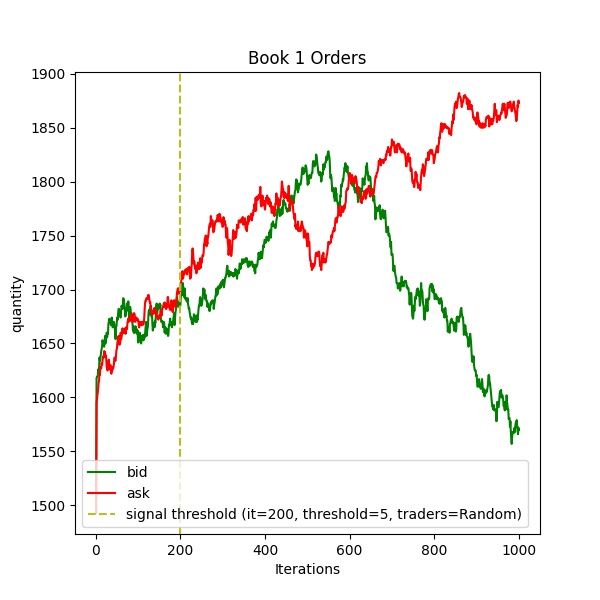 Book 1 Orders
quantity
1900
1850
1800
1750
1700
1650
1600
1550
1500
bid
ask
signal threshold (it=200, threshold=5, traders=Random)
0 200 400 600 800 1000
Iterations